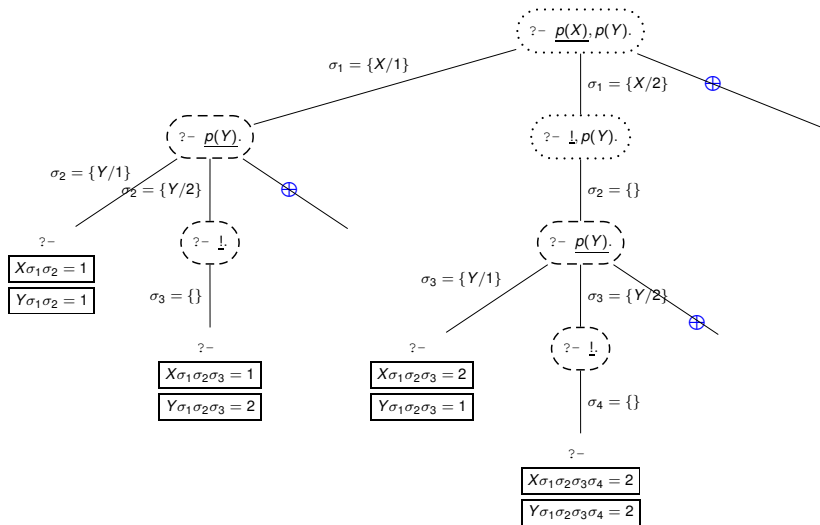 ?– p(X), p(Y).
σ1 = {X/1}
σ1 = {X/2}
?– p(Y).
?– !, p(Y).
σ2 = {Y/1}
σ2 = {Y/2}
σ2 = {}
?–
Xσ1σ2 = 1
Yσ1σ2 = 1
?– !.
?– p(Y).
σ3 = {}
σ3 = {Y/1}
σ3 = {Y/2}
?–
Xσ1σ2σ3 = 1
Yσ1σ2σ3 = 2
?–
Xσ1σ2σ3 = 2
Yσ1σ2σ3 = 1
?– !.
σ4 = {}
?–
Xσ1σ2σ3σ4 = 2
Yσ1σ2σ3σ4 = 2